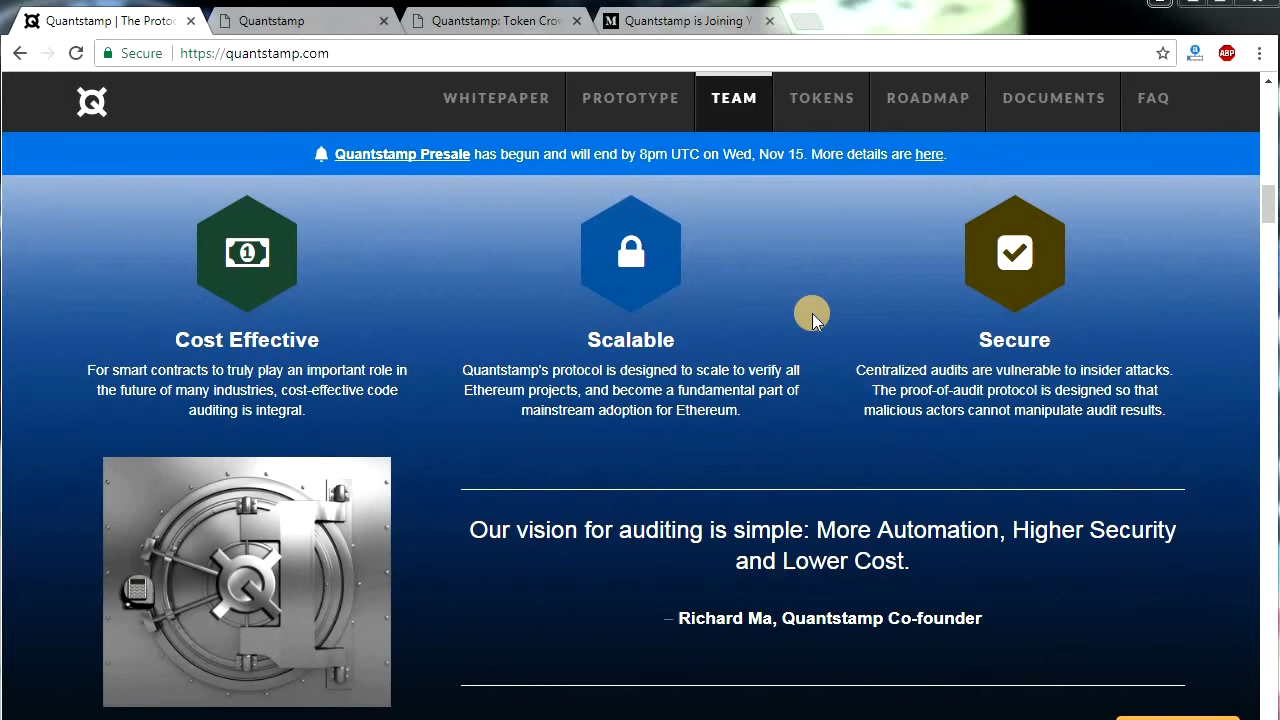 Quantstamp | The Protoc
Quantstamp
Quantstamp: Token Crow
Quantstamp is Joining Y
Secure
https://quantstamp.com
ABP
WHITEPAPER
PROTOTYPE
TEAM
TOKENS
ROADMAP
DOCUMENTS
FAQ
Quantstamp Presale has begun and will end by 8pm UTC on Wed, Nov 15. More details are here.
Cost Effective
For smart contracts to truly play an important role in
the future of many industries, cost-effective code
auditing is integral.
Scalable
Quantstamp's protocol is designed to scale to verify all
Ethereum projects, and become a fundamental part of
mainstream adoption for Ethereum.
Secure
Centralized audits are vulnerable to insider attacks.
The proof-of-audit protocol is designed so that
malicious actors cannot manipulate audit results.
Our vision for auditing is simple: More Automation, Higher Security
and Lower Cost.
– Richard Ma, Quantstamp Co-founder